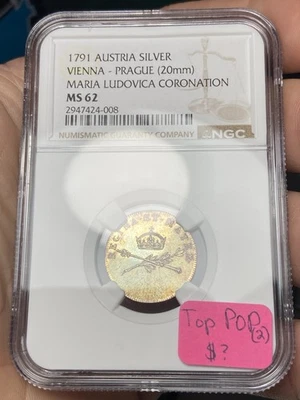 1791 AUSTRIA SILVER
VIENNA - PRAGUE (20mm)
MARIA LUDOVICA CORONATION
MS 62
2947424-008
NUMISMATIC GUARANTY COMPANY
NGC
Top POP
(2)
$?